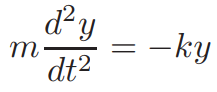 m d²y/dt² = −ky